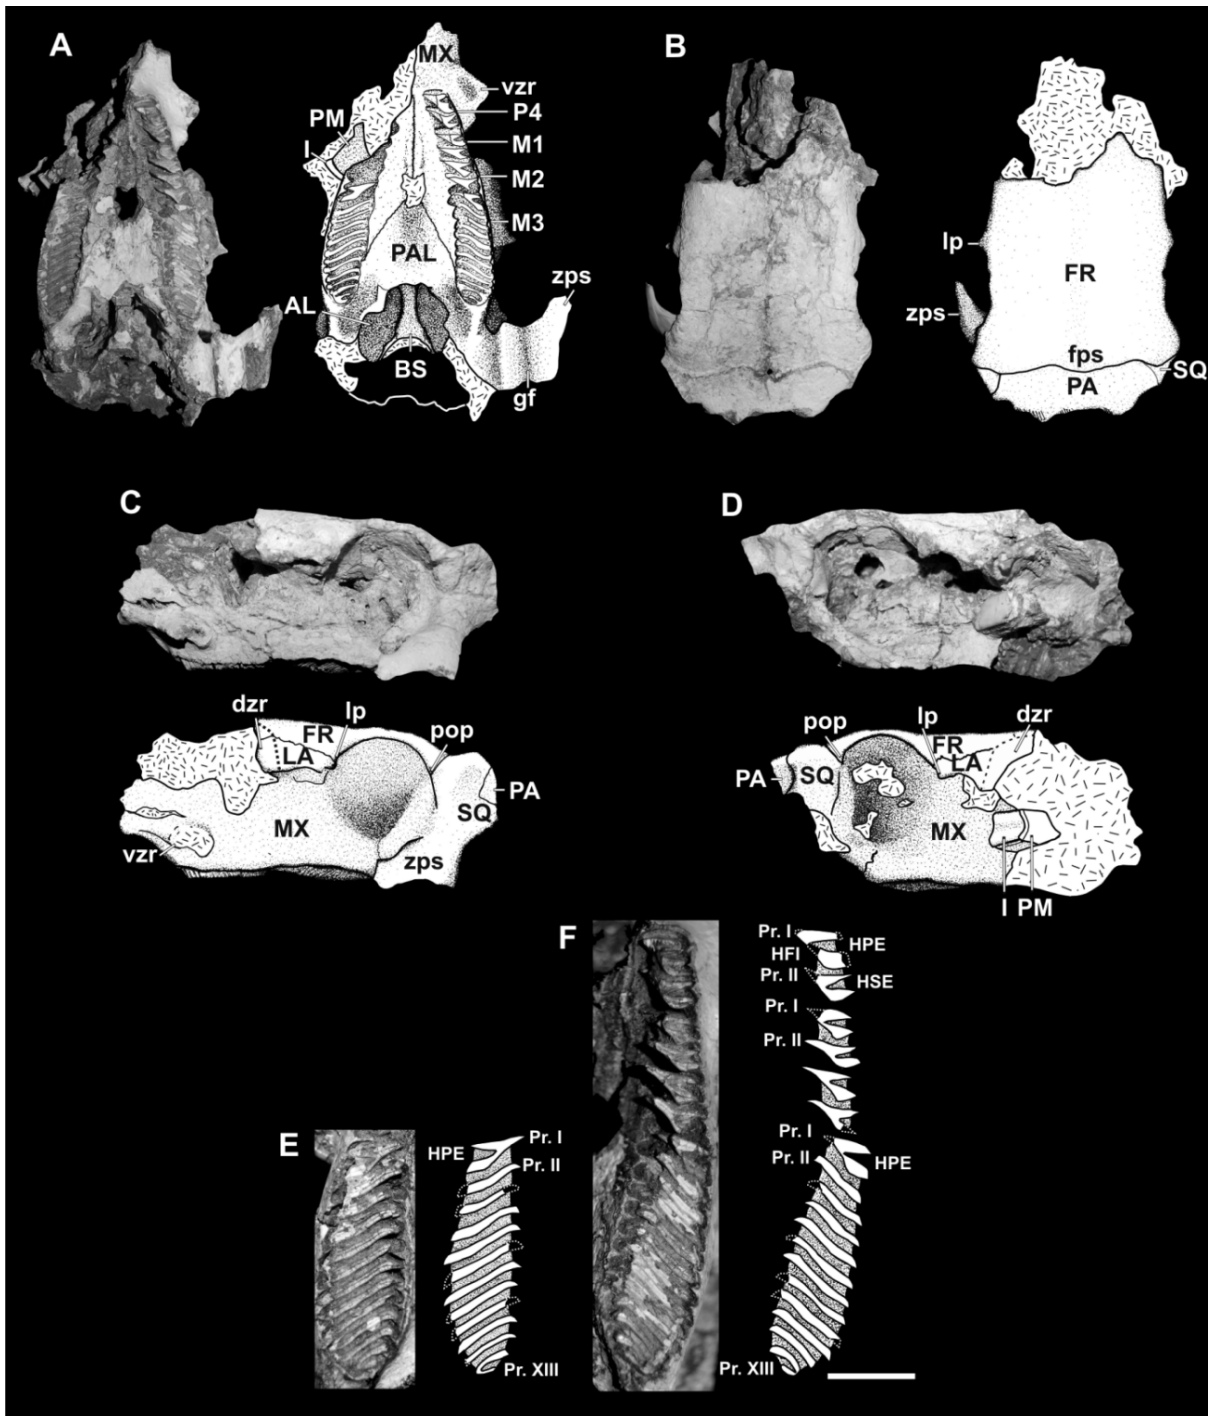 A
MX
vzr
P4
PM
M1
I
M2
M3
PAL
zps
AL
BS
gf
B
lp
FR
zps
fps
SQ
PA
C
dzr
lp
FR
pop
LA
PA
MX
SQ
vzr
zps
D
pop
lp
dzr
FR
LA
PA
SQ
MX
I
PM
E
Pr. I
HPE
Pr. II
Pr. XIII
F
Pr. I
HPE
HFI
Pr. II
HSE
Pr. I
Pr. II
Pr. I
Pr. II
HPE
Pr. XIII